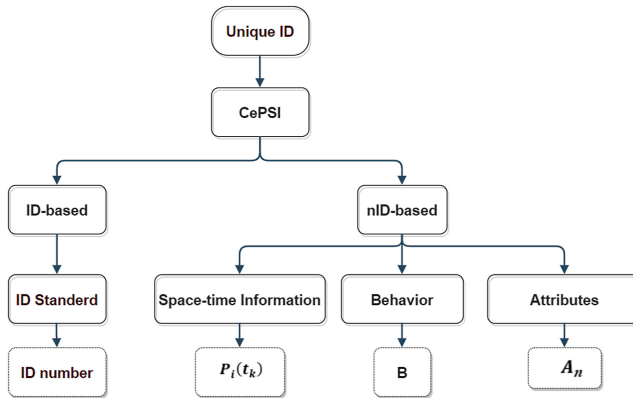 Unique ID
CePSI
ID-based
nID-based
ID Standerd
Space-time Information
Behavior
Attributes
ID number
P_i(t_k)
B
A_n